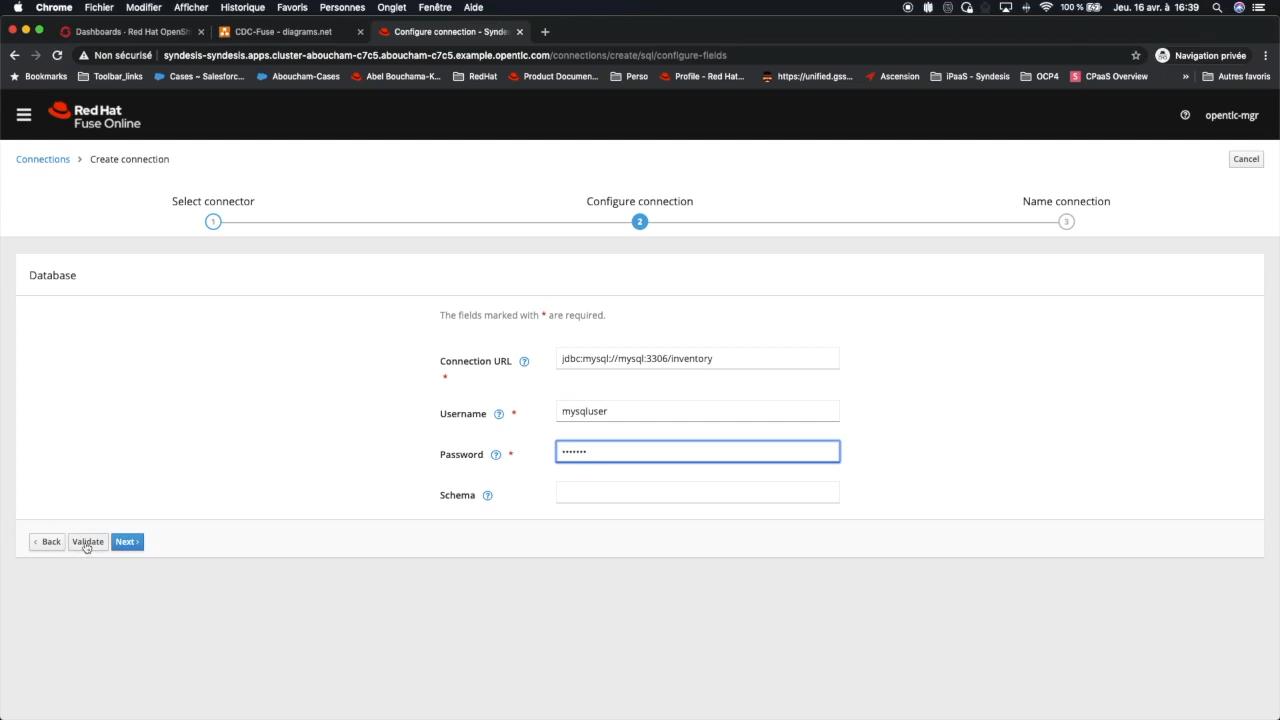 Chrome Fichier Modifier Afficher Historique Favoris Personnes Onglet Fenêtre Aide 100 % Jeu. 16 avr. à 16:39
Dashboards · Red Hat OpenSh × CDC-Fuse - diagrams.net × Configure connection - Syndes × +
Non sécurisé | syndesis-syndesis.apps.cluster-aboucham-c7c5.aboucham-c7c5.example.opentlc.com/connections/create/sql/configure-fields Navigation privée
Bookmarks Toolbar_links Cases ~ Salesforc... Aboucham-Cases Abel Bouchama-K... RedHat Product Documen... Perso Profile - Red Hat... https://unified.gss... Ascension iPaaS - Syndesis OCP4 CPaaS Overview » Autres favoris
Red Hat
Fuse Online
opentlc-mgr
Connections > Create connection
Cancel
Select connector Configure connection Name connection
1 2 3
Database
The fields marked with * are required.
Connection URL * jdbc:mysql://mysql:3306/inventory
Username * mysqluser
Password * •••••••
Schema
< Back Validate Next >